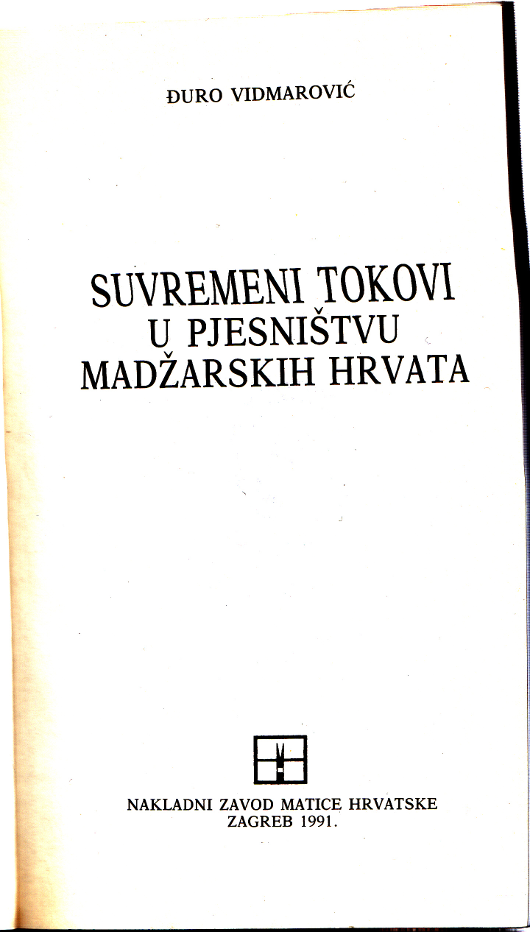 ĐURO VIDMAROVIĆ
SUVREMENI TOKOVI
U PJESNIŠTVU
MADŽARSKIH HRVATA
NAKLADNI ZAVOD MATICE HRVATSKE
ZAGREB 1991.